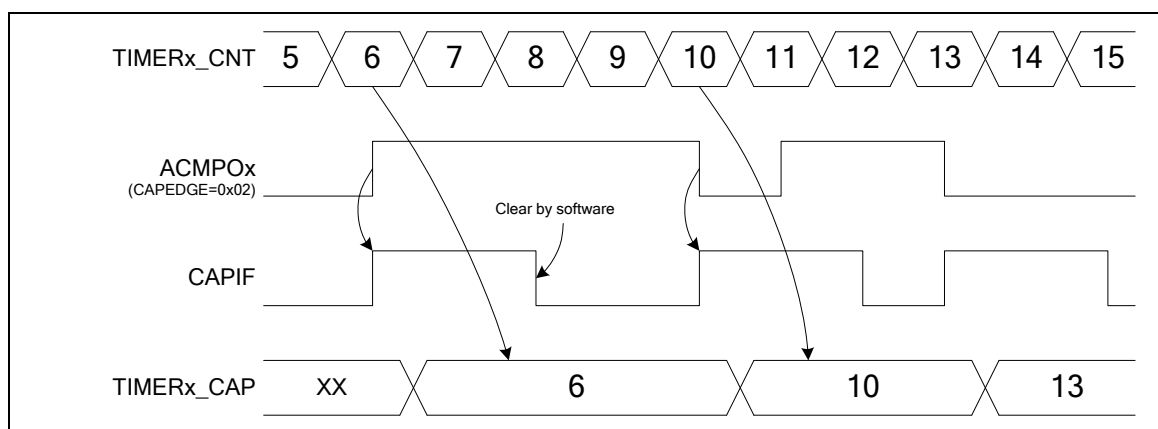 TIMERx_CNT 5 6 7 8 9 10 11 12 13 14 15
ACMPOx
(CAPEDGE=0x02)
Clear by software
CAPIF
TIMERx_CAP XX 6 10 13